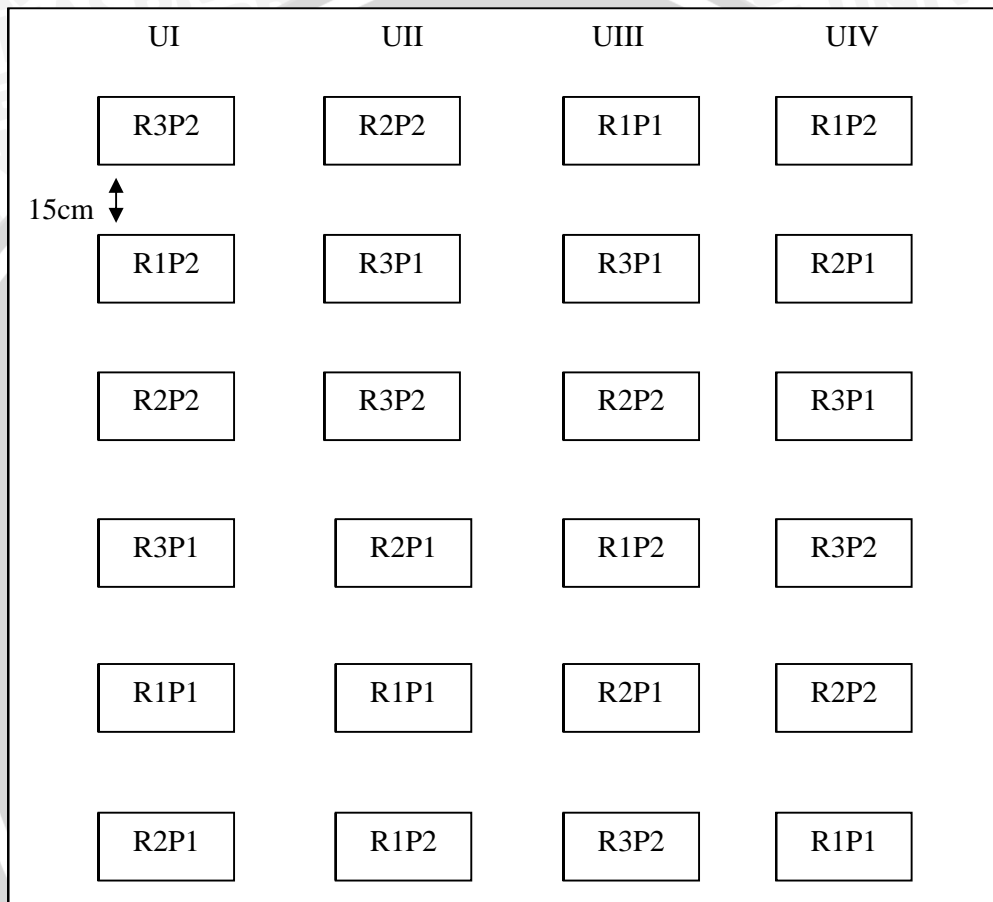 UI UII UIII UIV
R3P2 R2P2 R1P1 R1P2
15cm
R1P2 R3P1 R3P1 R2P1
R2P2 R3P2 R2P2 R3P1
R3P1 R2P1 R1P2 R3P2
R1P1 R1P1 R2P1 R2P2
R2P1 R1P2 R3P2 R1P1